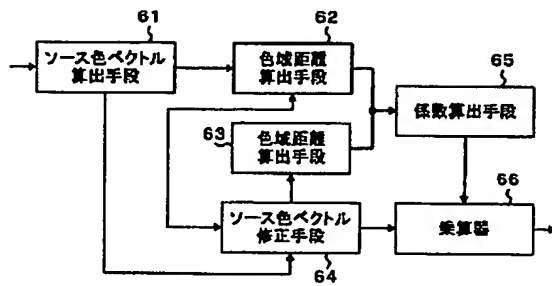 61
ソース色ベクトル
算出手段
62
色域距離
算出手段
63
色域距離
算出手段
65
係数算出手段
ソース色ベクトル
修正手段
64
66
乗算器